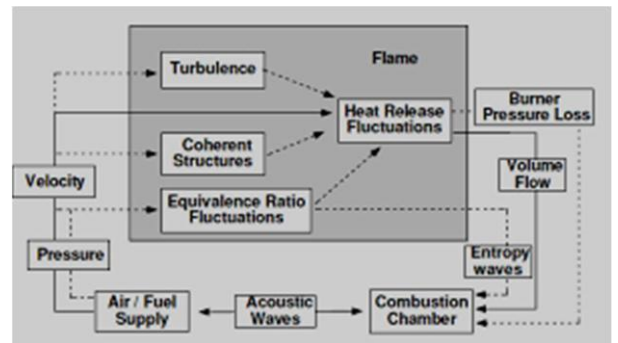 Turbulence
Flame
Heat Release
Fluctuations
Burner
Pressure Loss
Coherent
Structures
Velocity
Volume
Flow
Equivalence Ratio
Fluctuations
Pressure
Entropy
waves
Air / Fuel
Supply
Acoustic
Waves
Combustion
Chamber